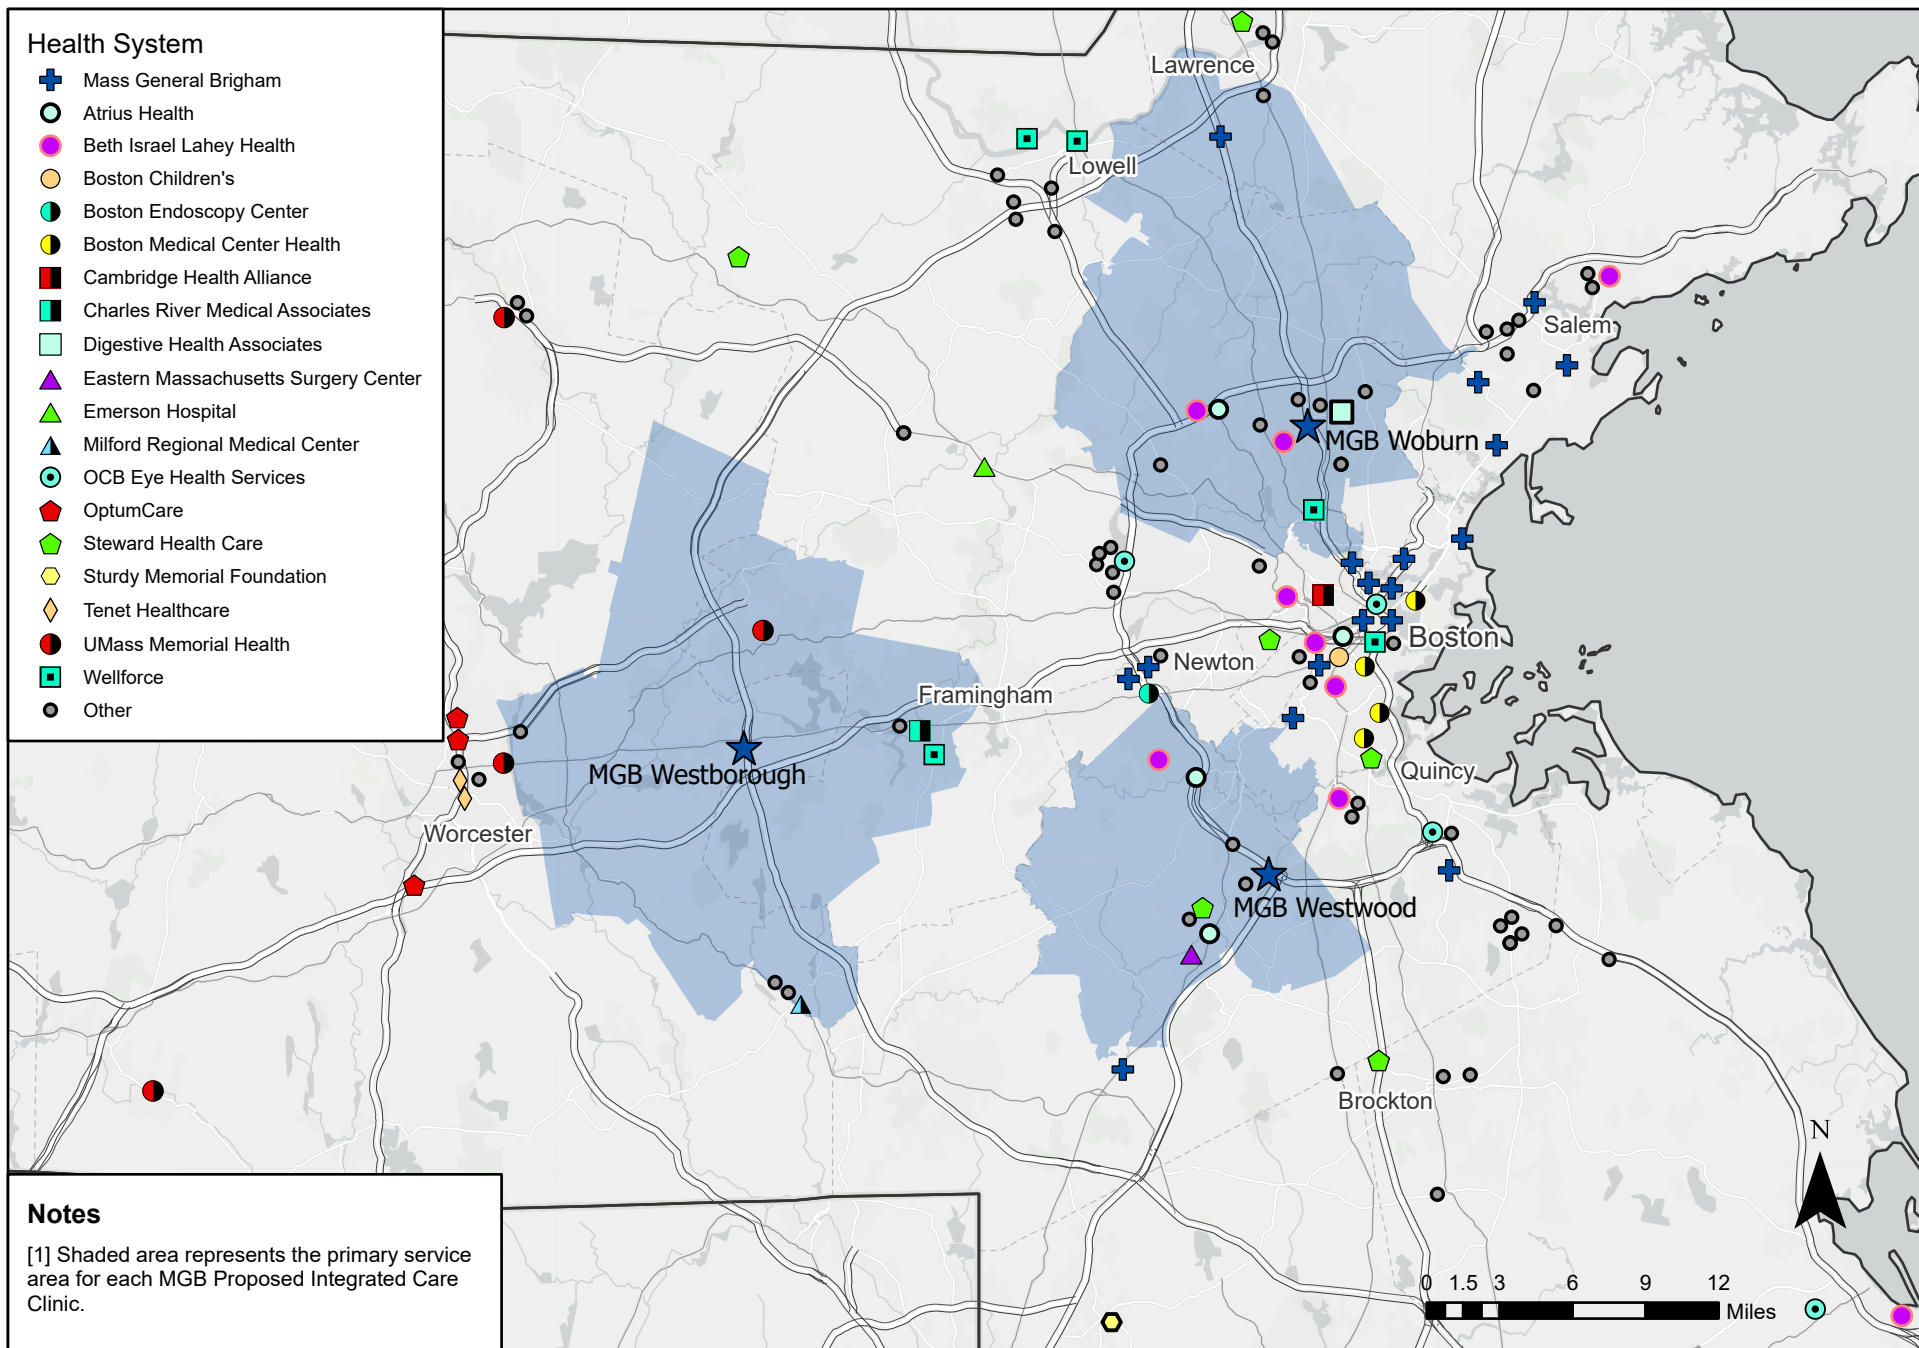 Health System
Mass General Brigham
Atrius Health
Beth Israel Lahey Health
Boston Children's
Boston Endoscopy Center
Boston Medical Center Health
Cambridge Health Alliance
Charles River Medical Associates
Digestive Health Associates
Eastern Massachusetts Surgery Center
Emerson Hospital
Milford Regional Medical Center
OCB Eye Health Services
OptumCare
Steward Health Care
Sturdy Memorial Foundation
Tenet Healthcare
UMass Memorial Health
Wellforce
Other
Lawrence
Lowell
Salem
MGB Woburn
Boston
Newton
Framingham
MGB Westborough
Quincy
Worcester
MGB Westwood
Brockton
N
Notes
[1] Shaded area represents the primary service
area for each MGB Proposed Integrated Care
Clinic.
0 1.5 3 6 9 12
Miles